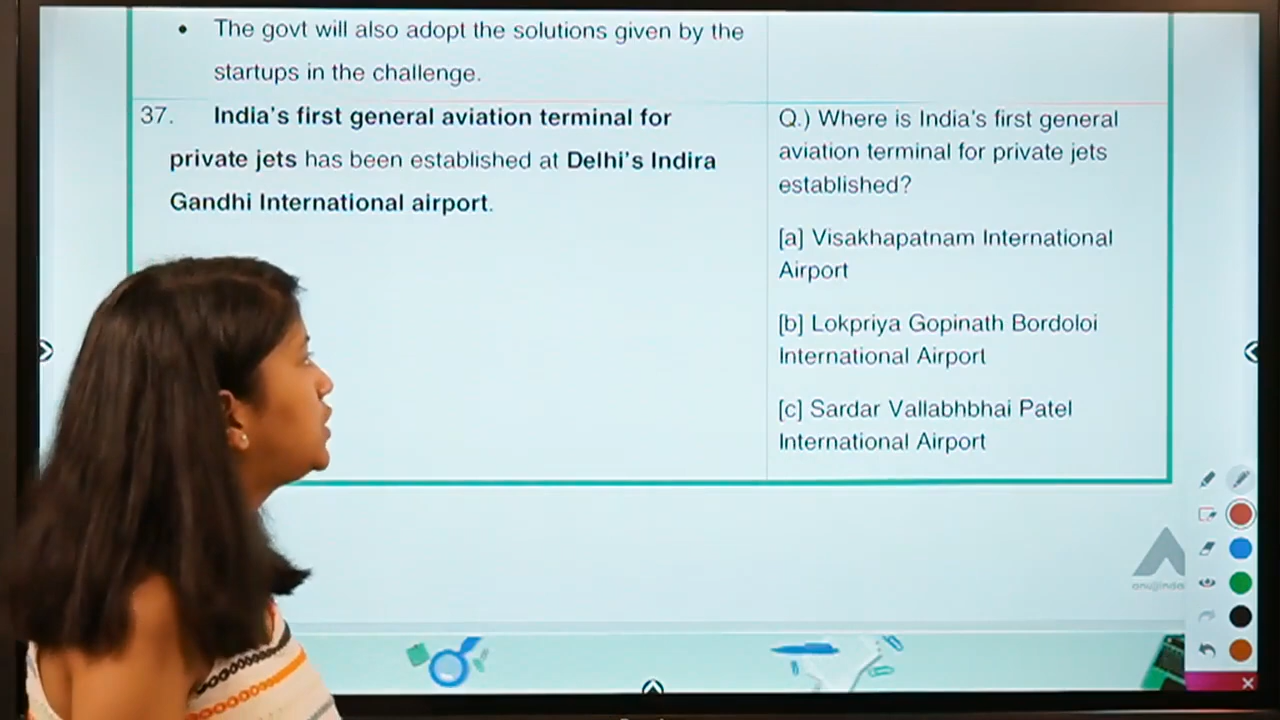 The govt will also adopt the solutions given by the
startups in the challenge.
37. India's first general aviation terminal for
private jets has been established at Delhi's Indira
Gandhi International airport.
Q.) Where is India's first general
aviation terminal for private jets
established?
[a] Visakhapatnam International
Airport
[b] Lokpriya Gopinath Bordoloi
International Airport
[c] Sardar Vallabhbhai Patel
International Airport